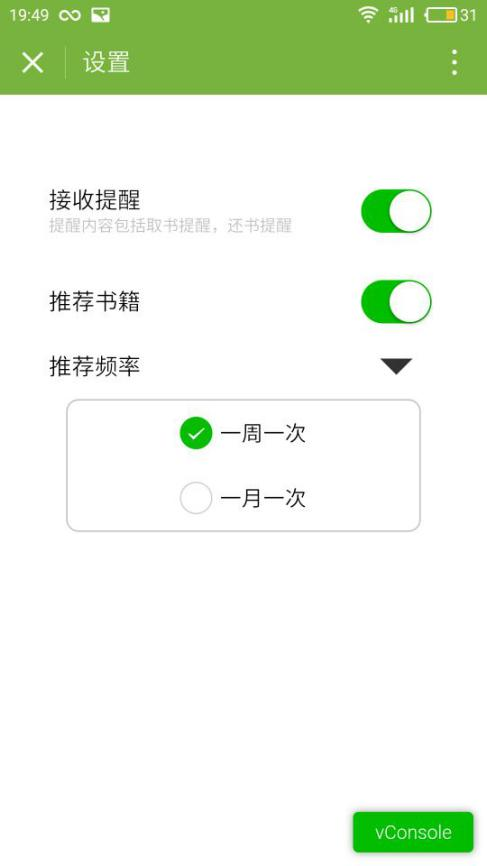 19:49
4G
31
设置
接收提醒
提醒内容包括取书提醒，还书提醒
推荐书籍
推荐频率
一周一次
一月一次
vConsole